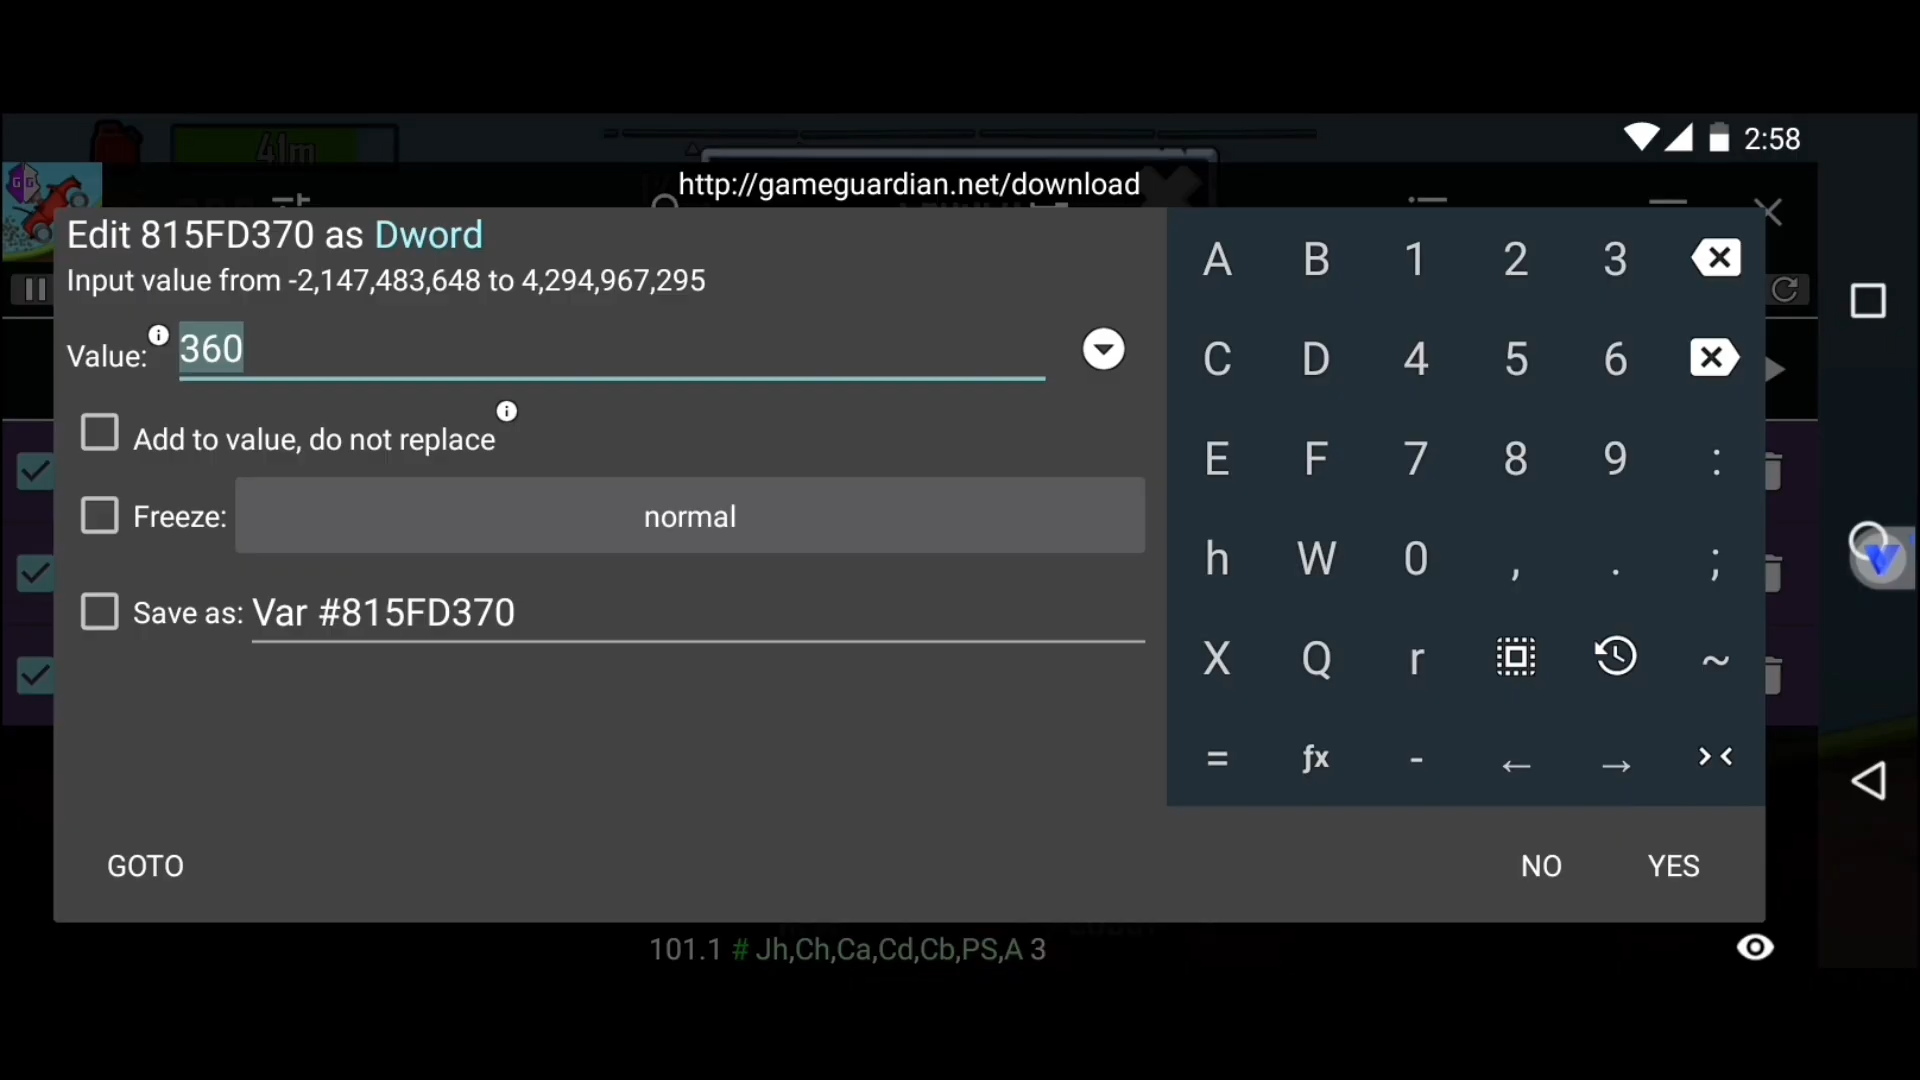 41m
2:58
http://gameguardian.net/download
Edit 815FD370 as Dword
Input value from -2,147,483,648 to 4,294,967,295
Value: 360
Add to value, do not replace
Freeze: normal
Save as: Var #815FD370
A B 1 2 3
C D 4 5 6
E F 7 8 9 :
h W 0 , . ;
X Q r ~
= ƒx - ← → ><
GOTO NO YES
101.1 # Jh,Ch,Ca,Cd,Cb,PS,A 3